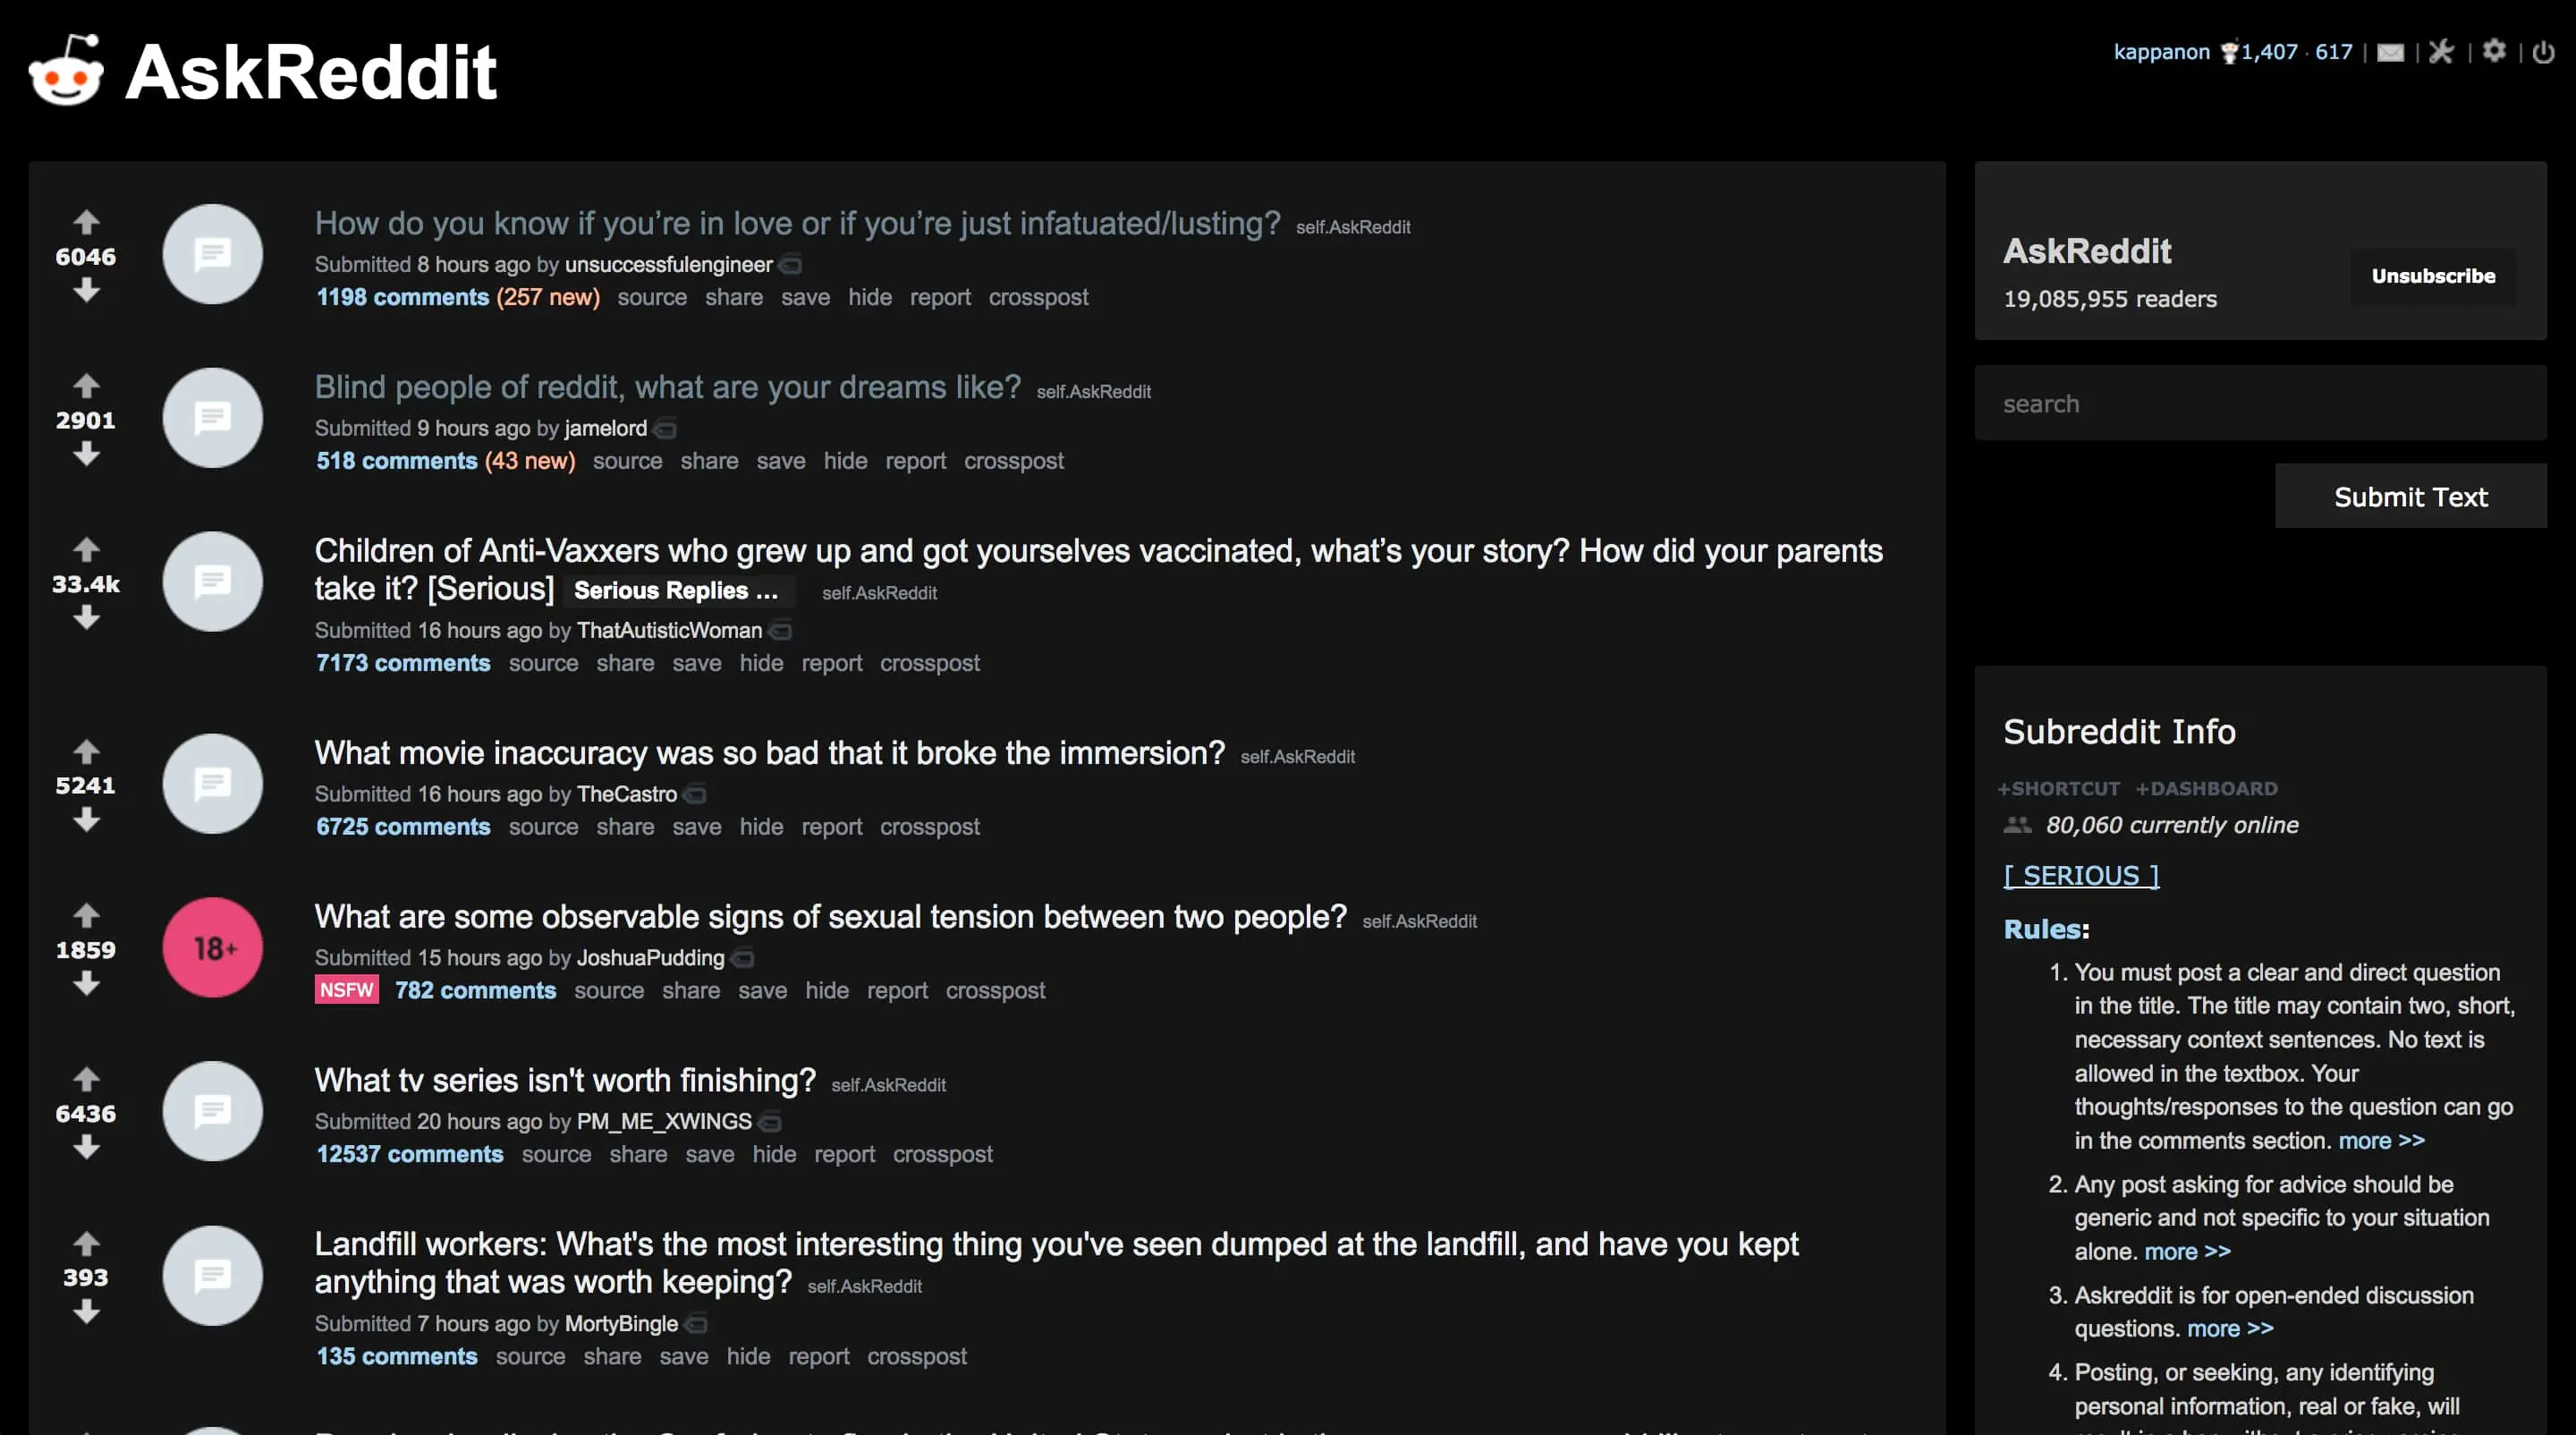 AskReddit
kappanon 1,407 · 617 | | | |
6046
How do you know if you’re in love or if you’re just infatuated/lusting? self.AskReddit
Submitted 8 hours ago by unsuccessfulengineer
1198 comments (257 new) source share save hide report crosspost
2901
Blind people of reddit, what are your dreams like? self.AskReddit
Submitted 9 hours ago by jamelord
518 comments (43 new) source share save hide report crosspost
33.4k
Children of Anti-Vaxxers who grew up and got yourselves vaccinated, what’s your story? How did your parents
take it? [Serious] Serious Replies ... self.AskReddit
Submitted 16 hours ago by ThatAutisticWoman
7173 comments source share save hide report crosspost
5241
What movie inaccuracy was so bad that it broke the immersion? self.AskReddit
Submitted 16 hours ago by TheCastro
6725 comments source share save hide report crosspost
1859
18+
What are some observable signs of sexual tension between two people? self.AskReddit
Submitted 15 hours ago by JoshuaPudding
NSFW 782 comments source share save hide report crosspost
6436
What tv series isn't worth finishing? self.AskReddit
Submitted 20 hours ago by PM_ME_XWINGS
12537 comments source share save hide report crosspost
393
Landfill workers: What's the most interesting thing you've seen dumped at the landfill, and have you kept
anything that was worth keeping? self.AskReddit
Submitted 7 hours ago by MortyBingle
135 comments source share save hide report crosspost
AskReddit
19,085,955 readers
Unsubscribe
search
Submit Text
Subreddit Info
+SHORTCUT +DASHBOARD
80,060 currently online
[ SERIOUS ]
Rules:
1. You must post a clear and direct question
in the title. The title may contain two, short,
necessary context sentences. No text is
allowed in the textbox. Your
thoughts/responses to the question can go
in the comments section. more >>
2. Any post asking for advice should be
generic and not specific to your situation
alone. more >>
3. Askreddit is for open-ended discussion
questions. more >>
4. Posting, or seeking, any identifying
personal information, real or fake, will